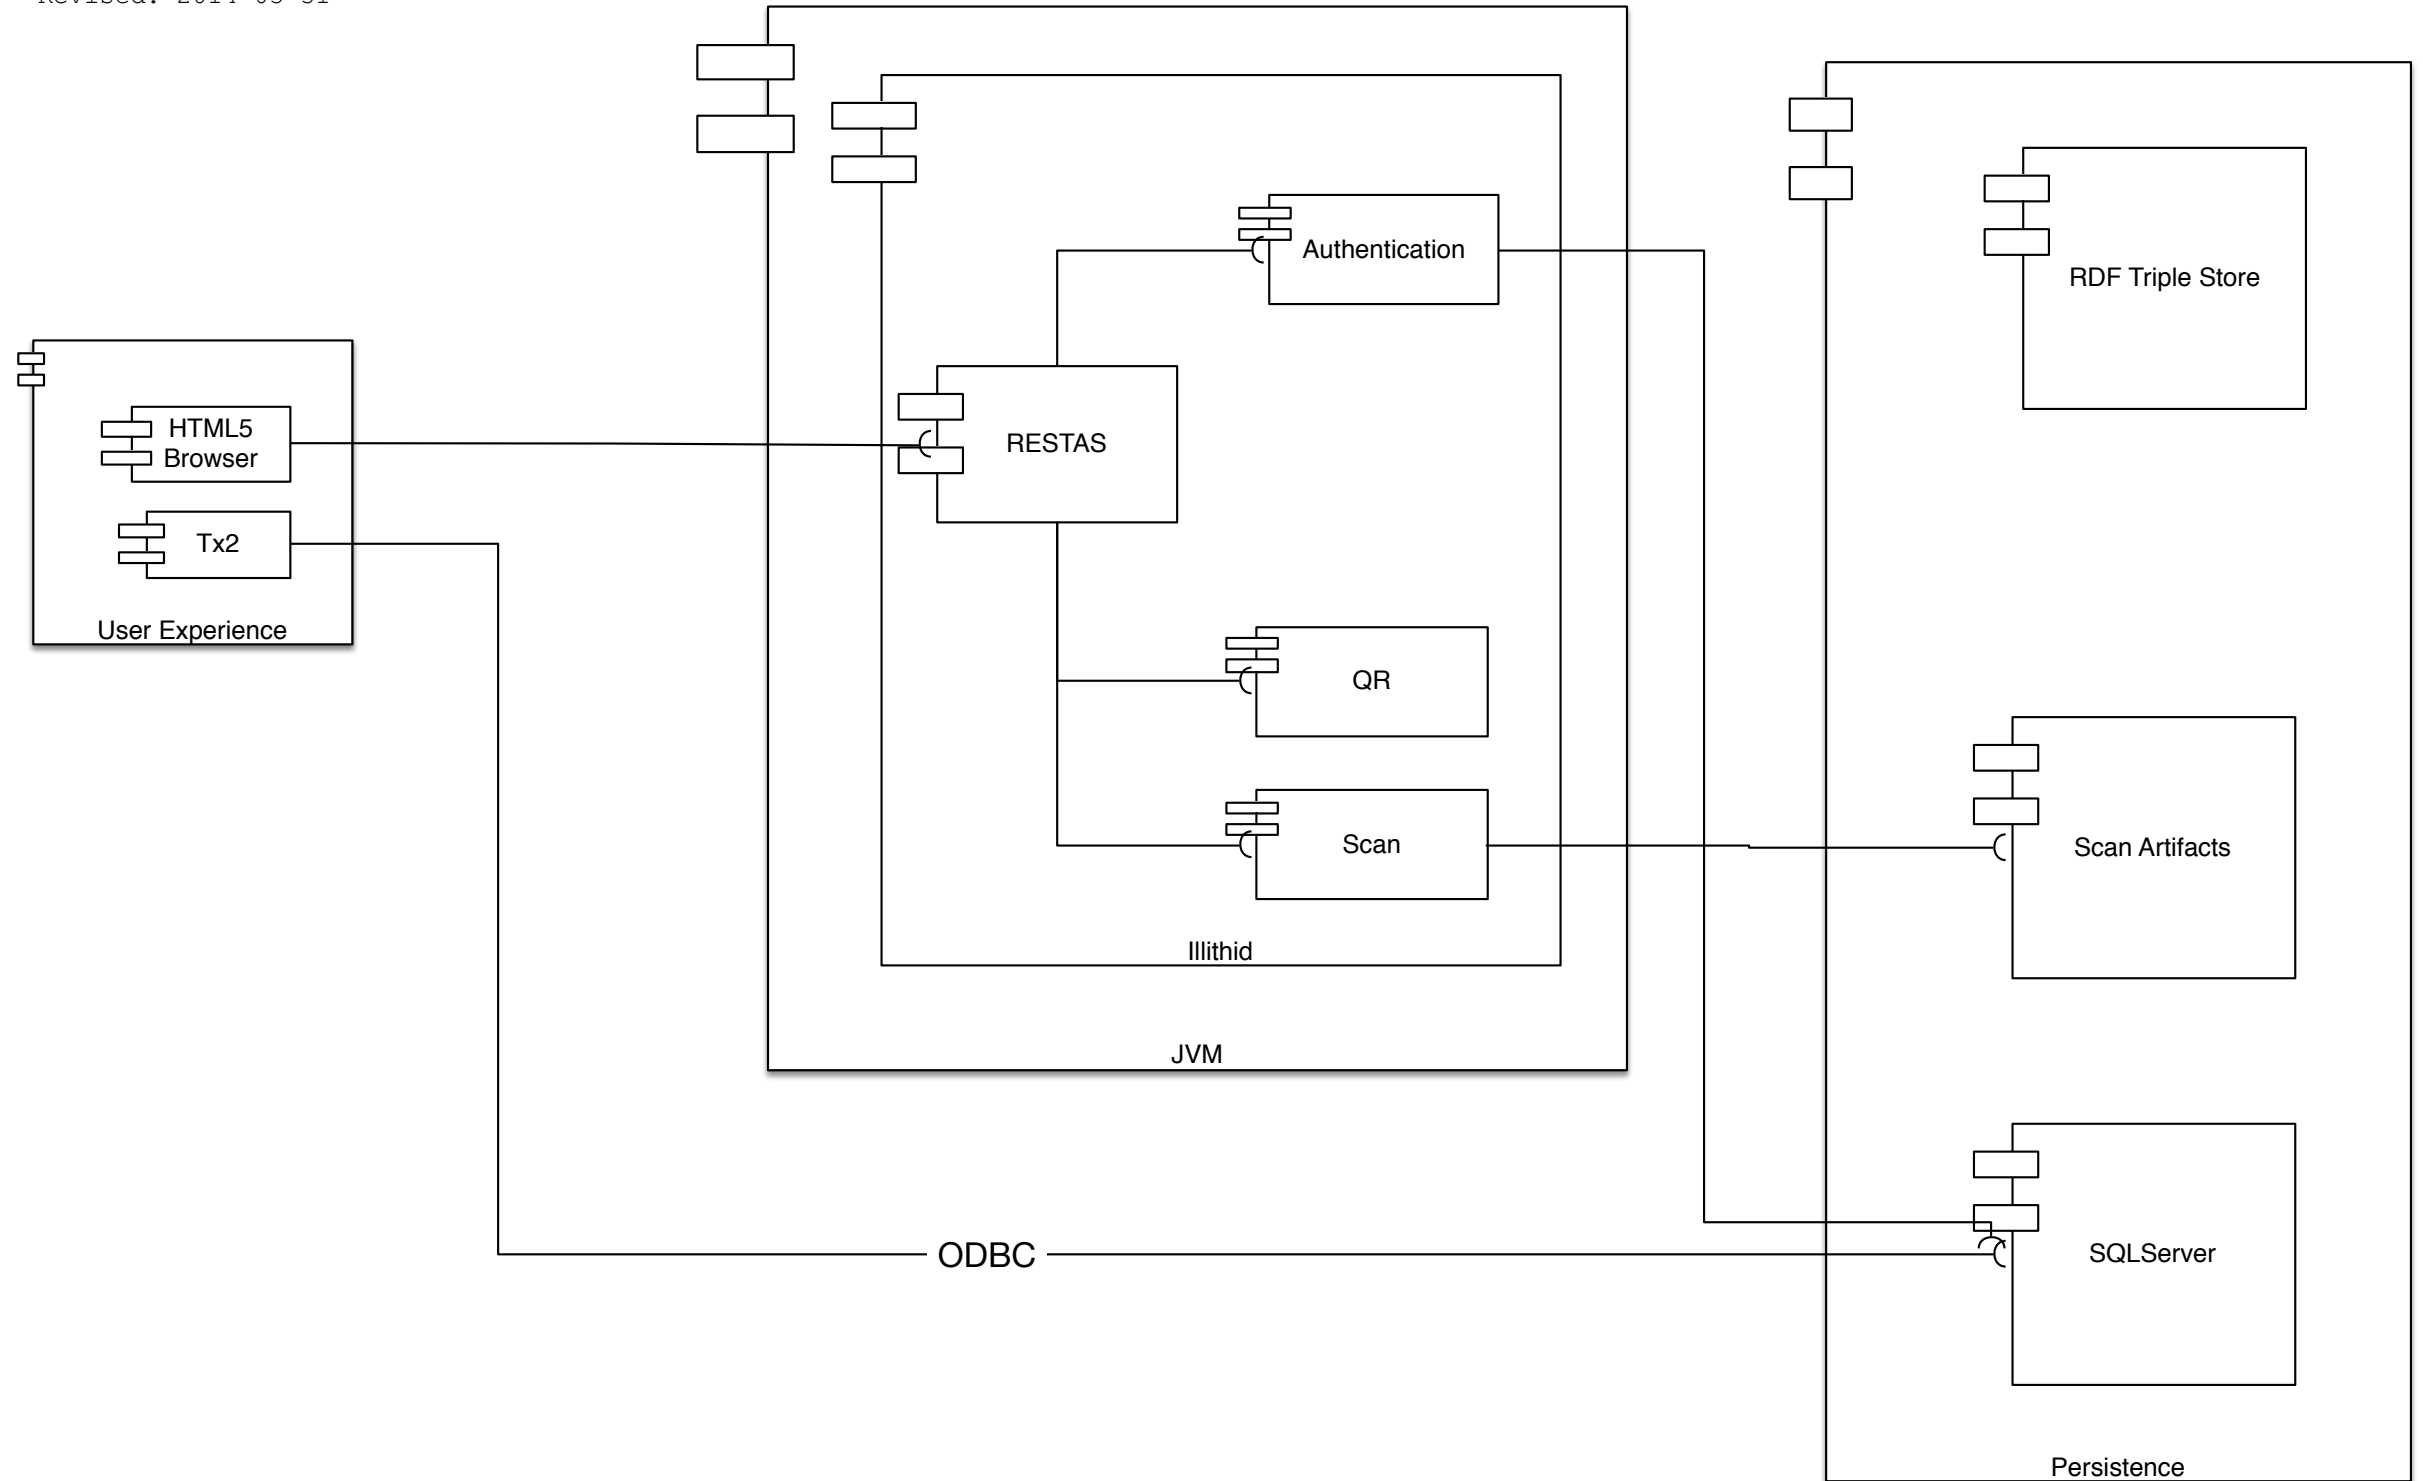 Authentication
RDF Triple Store
HTML5
Browser
RESTAS
Tx2
User Experience
QR
Scan
Scan Artifacts
Illithid
JVM
ODBC
SQLServer
Persistence